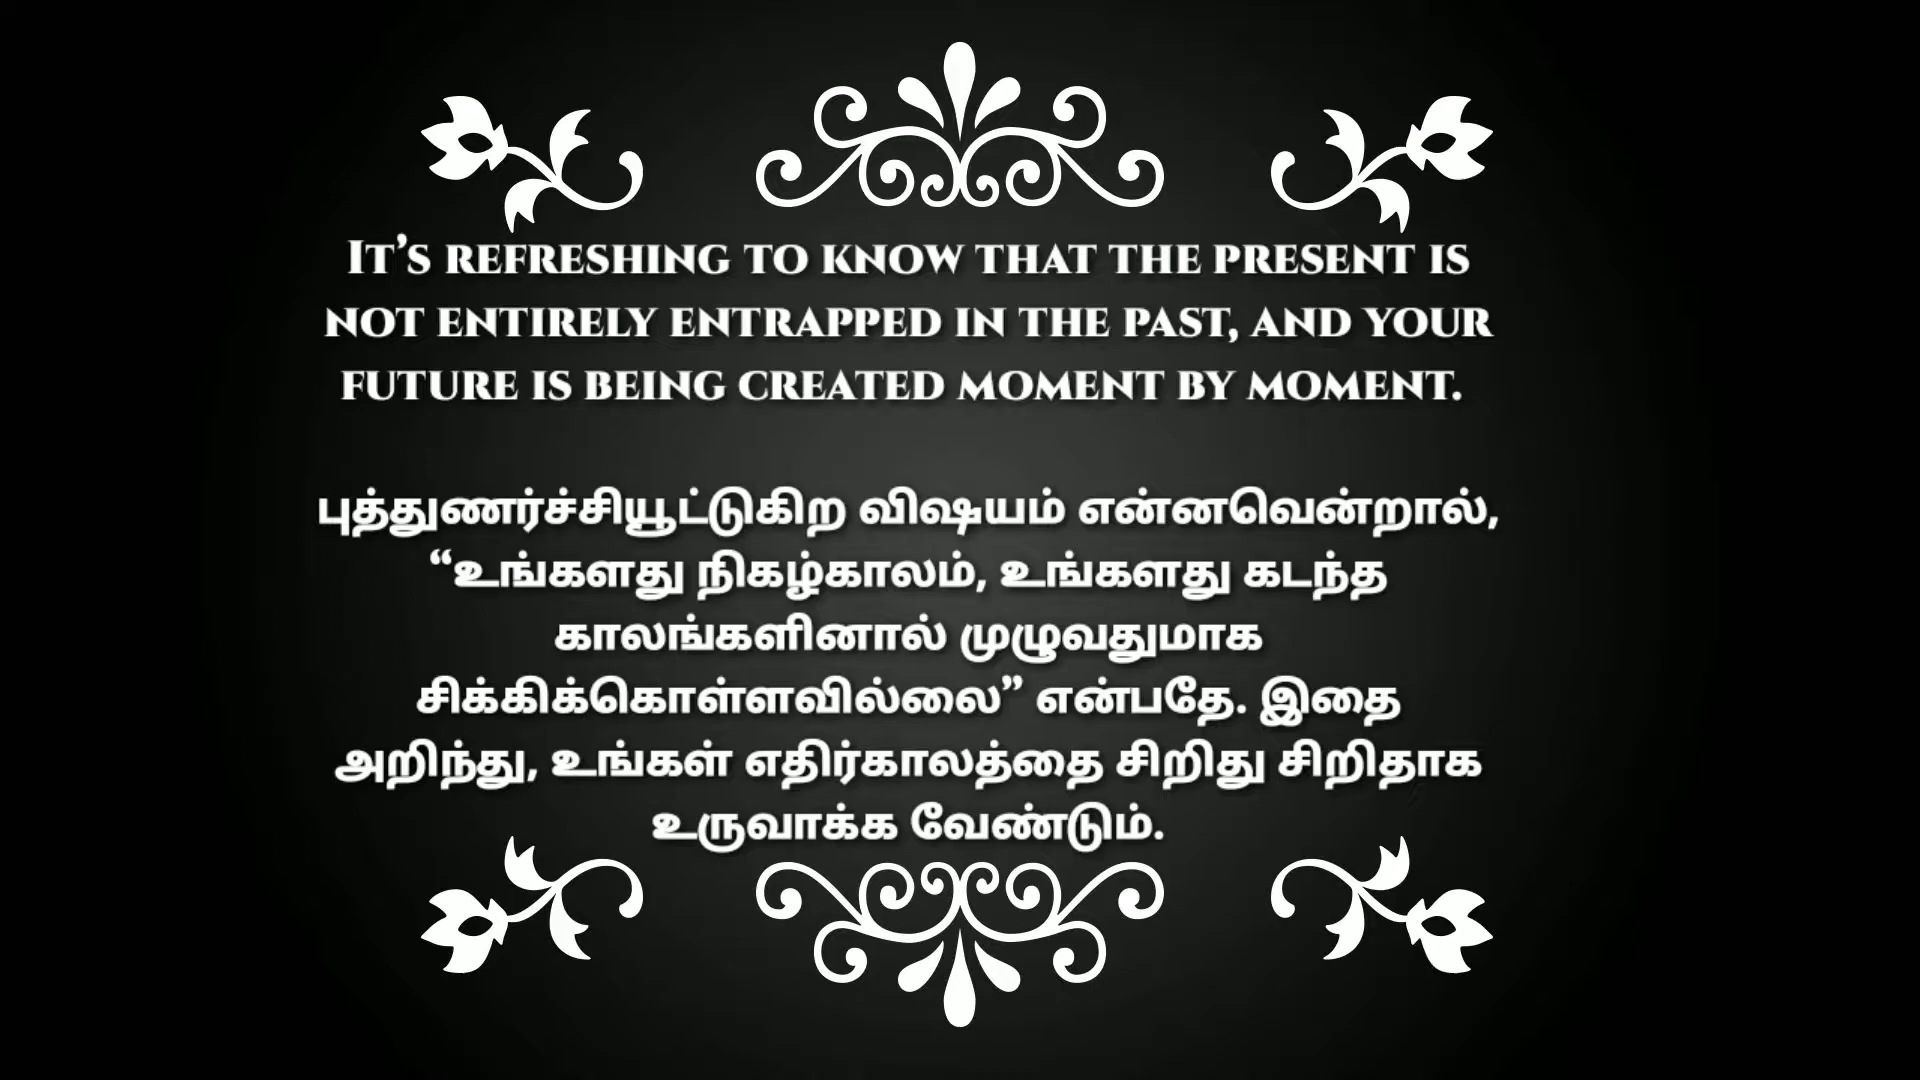 It's refreshing to know that the present is
not entirely entrapped in the past, and your
future is being created moment by moment.
புத்துணர்ச்சியூட்டுகிற விஷயம் என்னவென்றால்,
“உங்களது நிகழ்காலம், உங்களது கடந்த
காலங்களினால் முழுவதுமாக
சிக்கிக்கொள்ளவில்லை” என்பதே. இதை
அறிந்து, உங்கள் எதிர்காலத்தை சிறிது சிறிதாக
உருவாக்க வேண்டும்.